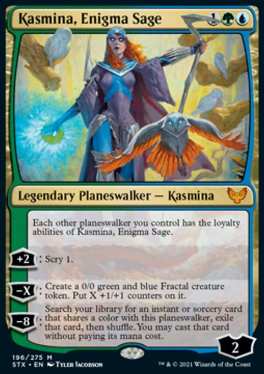 Kasmina, Enigma Sage 1
Legendary Planeswalker — Kasmina
Each other planeswalker you control has the loyalty
abilities of Kasmina, Enigma Sage.
+2 : Scry 1.
-X : Create a 0/0 green and blue Fractal creature
token. Put X +1/+1 counters on it.
Search your library for an instant or sorcery card
-8 : that shares a color with this planeswalker, exile
that card, then shuffle. You may cast that card
without paying its mana cost.
2
196/275 M
STX • EN Tyler Jacobson
™ & © 2021 Wizards of the Coast